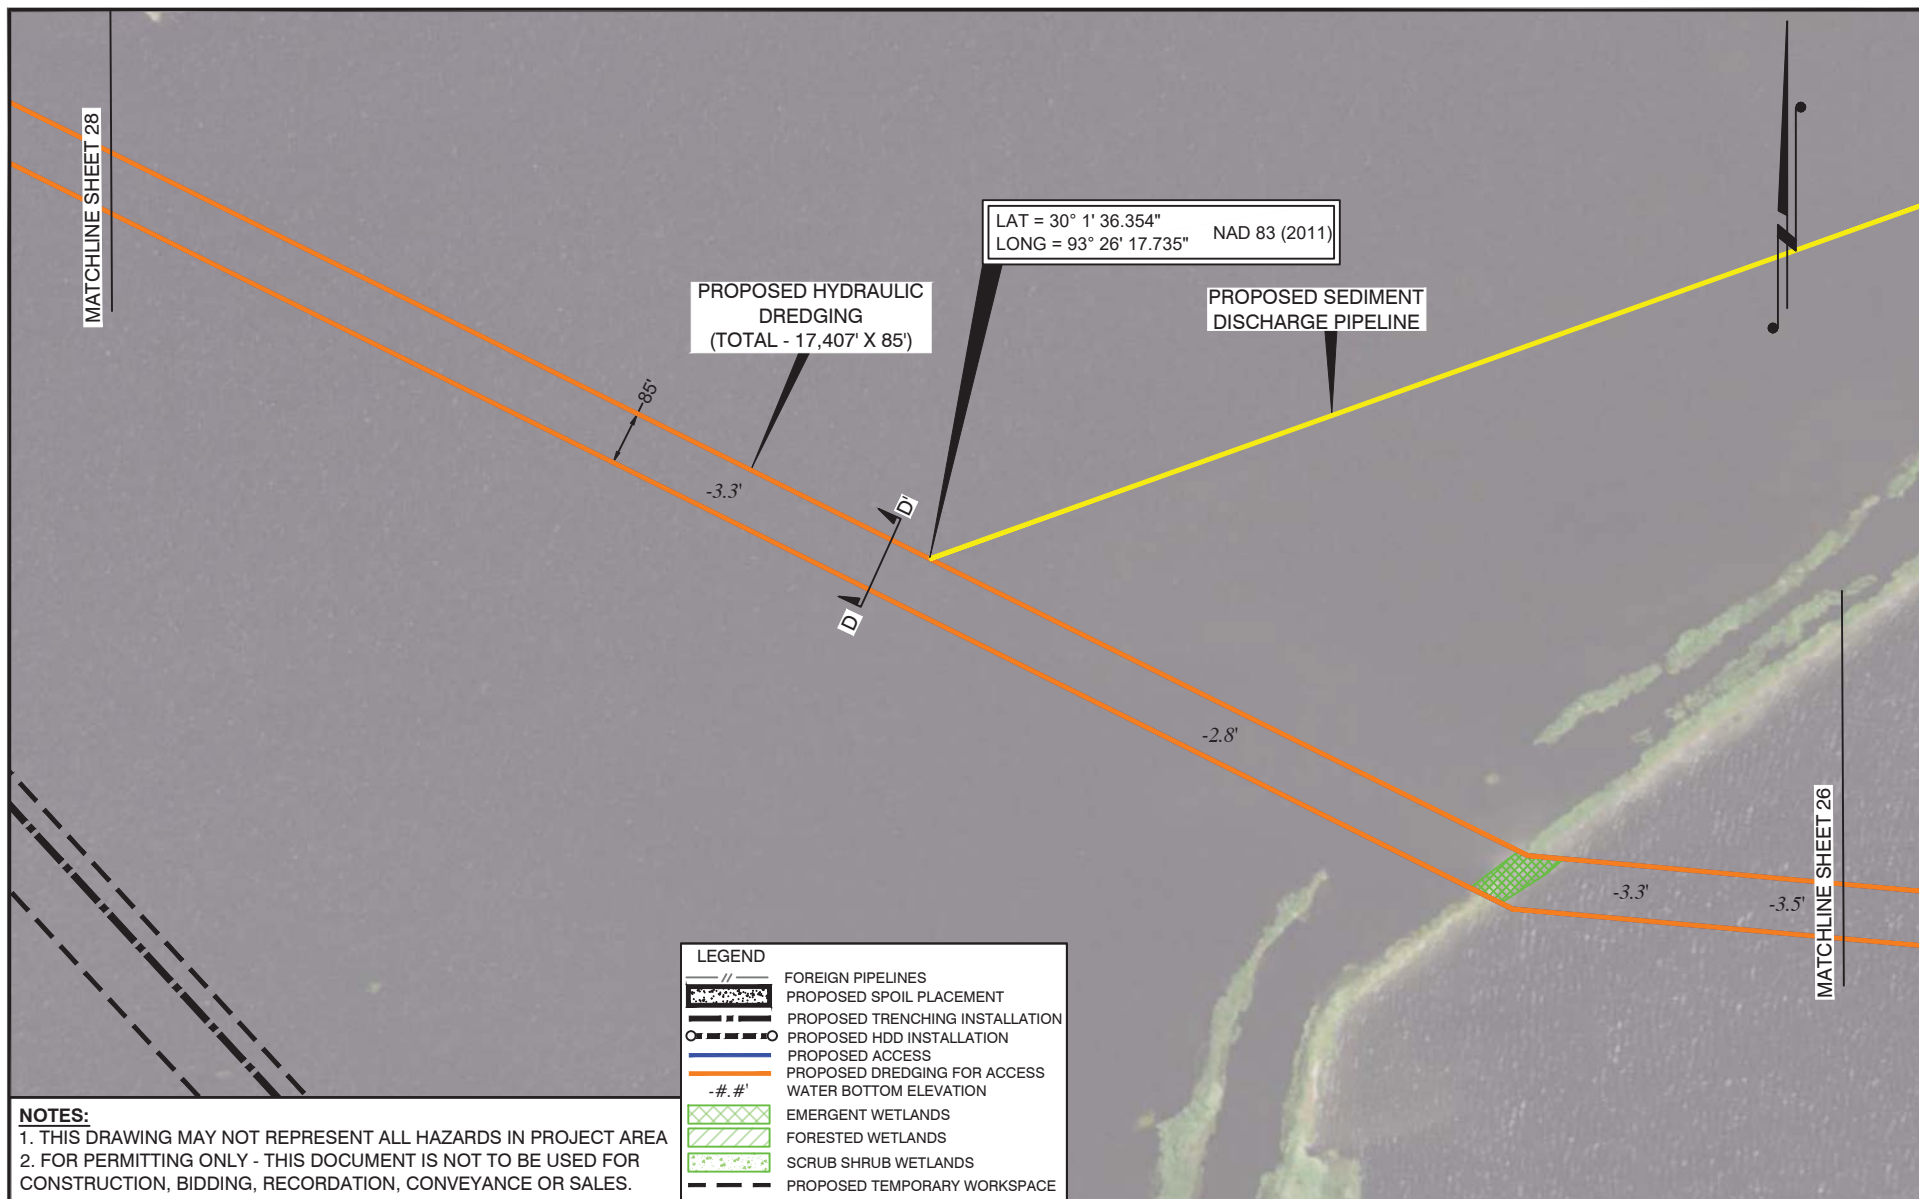 MATCHLINE SHEET 28
LAT = 30° 1' 36.354"
LONG = 93° 26' 17.735"
NAD 83 (2011)
PROPOSED HYDRAULIC
DREDGING
(TOTAL - 17,407' X 85')
PROPOSED SEDIMENT
DISCHARGE PIPELINE
85'
-3.3'
D'
D
-2.8'
-3.3'
-3.5'
MATCHLINE SHEET 26
LEGEND
FOREIGN PIPELINES
PROPOSED SPOIL PLACEMENT
PROPOSED TRENCHING INSTALLATION
PROPOSED HDD INSTALLATION
PROPOSED ACCESS
PROPOSED DREDGING FOR ACCESS
-#.#' WATER BOTTOM ELEVATION
EMERGENT WETLANDS
FORESTED WETLANDS
SCRUB SHRUB WETLANDS
PROPOSED TEMPORARY WORKSPACE
NOTES:
1. THIS DRAWING MAY NOT REPRESENT ALL HAZARDS IN PROJECT AREA
2. FOR PERMITTING ONLY - THIS DOCUMENT IS NOT TO BE USED FOR
CONSTRUCTION, BIDDING, RECORDATION, CONVEYANCE OR SALES.